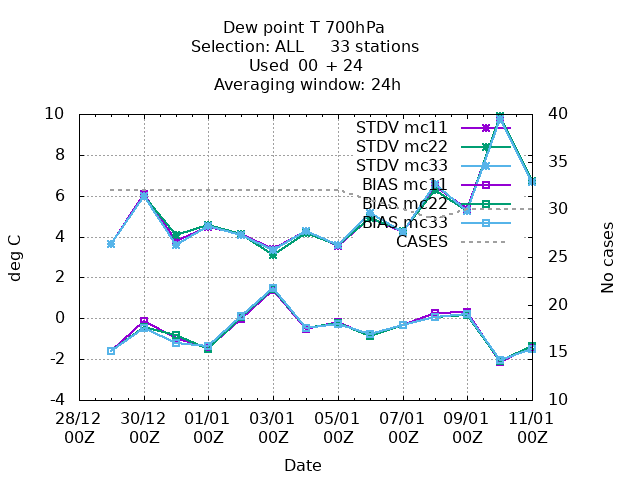 Dew point T 700hPa
Selection: ALL 33 stations
Used 00 + 24
Averaging window: 24h
10
8
6
4
2
0
-2
-4
deg C
40
35
30
25
20
15
10
No cases
STDV mc11
STDV mc22
STDV mc33
BIAS mc11
BIAS mc22
BIAS mc33
CASES
28/12 30/12 01/01 03/01 05/01 07/01 09/01 11/01
00Z 00Z 00Z 00Z 00Z 00Z 00Z 00Z
Date